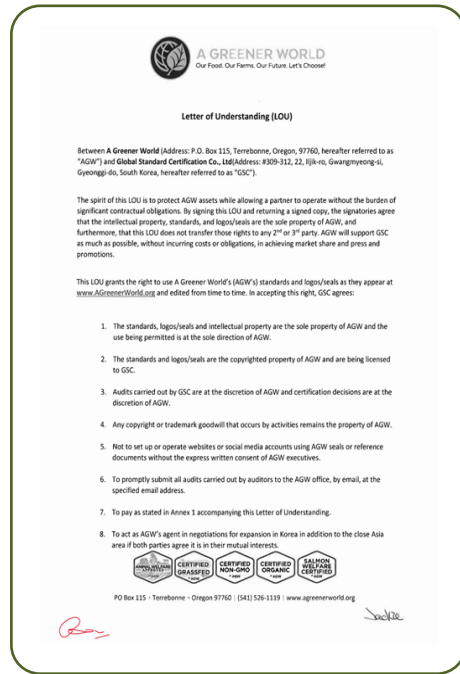 A GREENER WORLD
Our Food. Our Farms. Our Future. Let's Choose!
Letter of Understanding (LOU)
Between A Greener World (Address: P.O. Box 115, Terrebonne, Oregon, 97760, hereafter referred to as
"AGW") and Global Standard Certification Co., Ltd(Address: #309-312, 22, Iljik-ro, Gwangmyeong-si,
Gyeonggi-do, South Korea, hereafter referred to as "GSC").
The spirit of this LOU is to protect AGW assets while allowing a partner to operate without the burden of
significant contractual obligations. By signing this LOU and returning a signed copy, the signatories agree
that the intellectual property, standards, and logos/seals are the sole property of AGW, and
furthermore, that this LOU does not transfer those rights to any 2nd or 3rd party. AGW will support GSC
as much as possible, without incurring costs or obligations, in achieving market share and press and
promotions.
This LOU grants the right to use A Greener World's (AGW's) standards and logos/seals as they appear at
www.AGreenerWorld.org and edited from time to time. In accepting this right, GSC agrees:
1. The standards, logos/seals and intellectual property are the sole property of AGW and the
use being permitted is at the sole direction of AGW.
2. The standards and logos/seals are the copyrighted property of AGW and are being licensed
to GSC.
3. Audits carried out by GSC are at the discretion of AGW and certification decisions are at the
discretion of AGW.
4. Any copyright or trademark goodwill that occurs by activities remains the property of AGW.
5. Not to set up or operate websites or social media accounts using AGW seals or reference
documents without the express written consent of AGW executives.
6. To promptly submit all audits carried out by auditors to the AGW office, by email, at the
specified email address.
7. To pay as stated in Annex 1 accompanying this Letter of Understanding.
8. To act as AGW's agent in negotiations for expansion in Korea in addition to the close Asia
area if both parties agree it is in their mutual interests.
ANIMAL WELFARE APPROVED AGW CERTIFIED GRASSFED AGW CERTIFIED NON-GMO AGW CERTIFIED ORGANIC AGW SALMON WELFARE CERTIFIED AGW
PO Box 115 · Terrebonne · Oregon 97760 | (541) 526-1119 | www.agreenerworld.org
Jackie